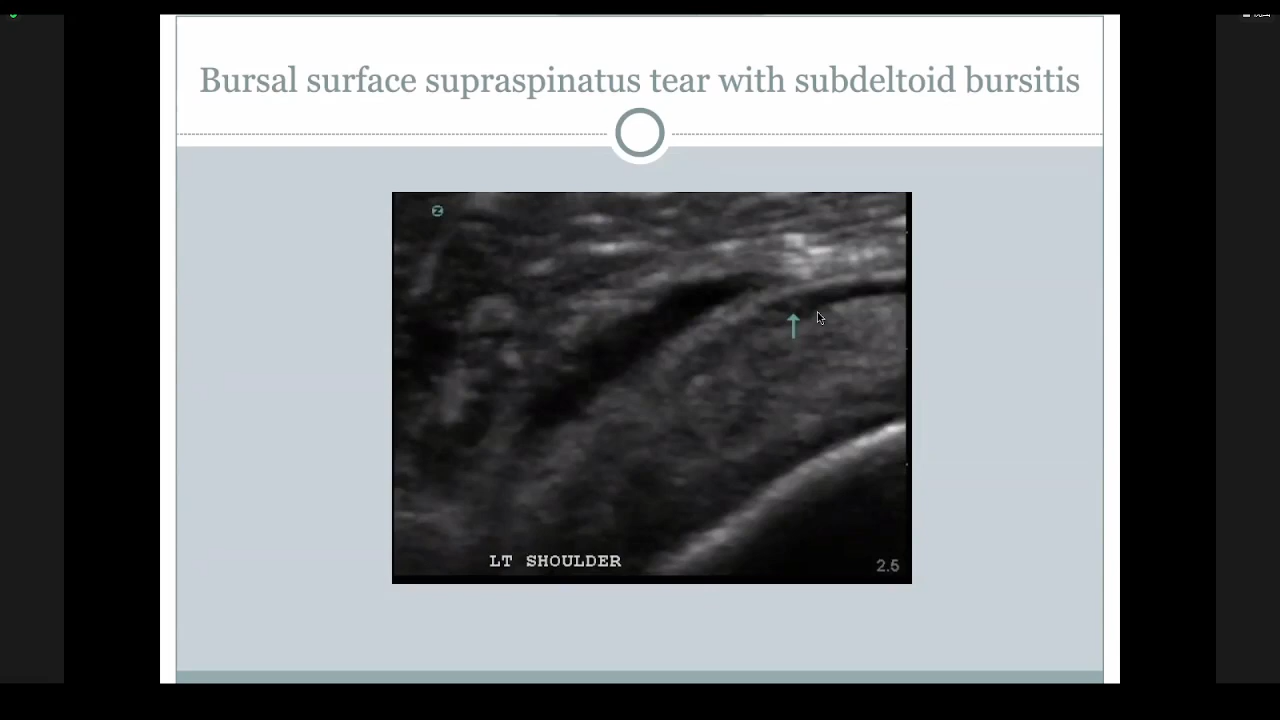 Bursal surface supraspinatus tear with subdeltoid bursitis
Z
LT SHOULDER
2.5